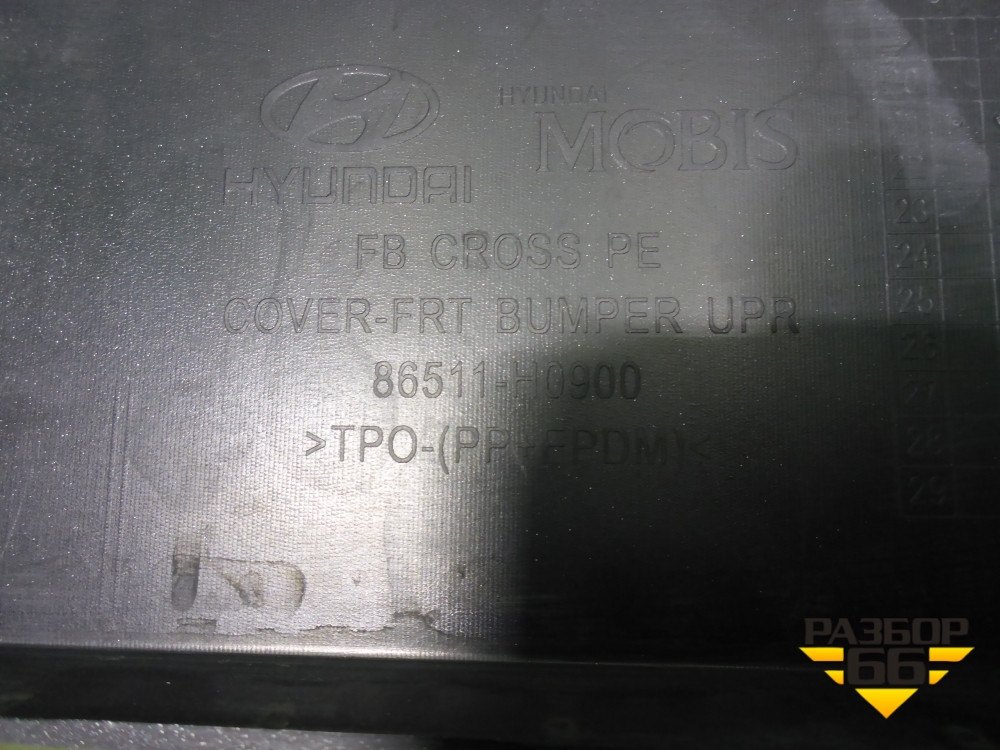 HYUNDAI
HYUNDAI
MOBIS
FB CROSS PE
COVER-FRT BUMPER UPR
86511-H0900
>TPO-(PP+EPDM)<
23
24
25
26
27
28
29
РАЗБОР
66